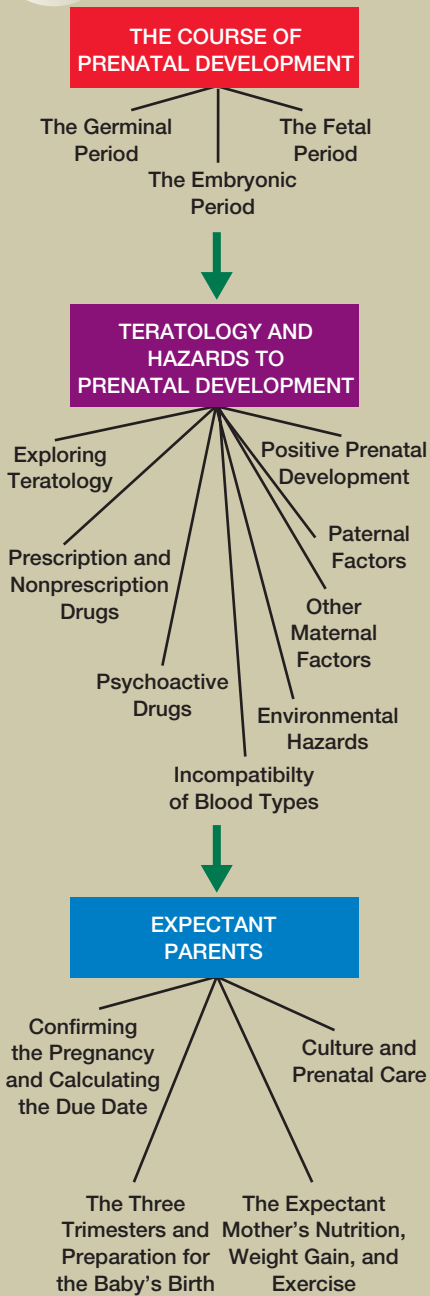 THE COURSE OF
PRENATAL DEVELOPMENT
The Germinal
Period
The Embryonic
Period
The Fetal
Period
TERATOLOGY AND
HAZARDS TO
PRENATAL DEVELOPMENT
Exploring
Teratology
Prescription and
Nonprescription
Drugs
Psychoactive
Drugs
Incompatibilty
of Blood Types
Environmental
Hazards
Other
Maternal
Factors
Paternal
Factors
Positive Prenatal
Development
EXPECTANT
PARENTS
Confirming
the Pregnancy
and Calculating
the Due Date
The Three
Trimesters and
Preparation for
the Baby’s Birth
The Expectant
Mother’s Nutrition,
Weight Gain, and
Exercise
Culture and
Prenatal Care